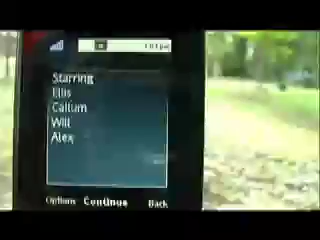 Starring
Ellis
Callum
Will
Alex
Options Continue Back